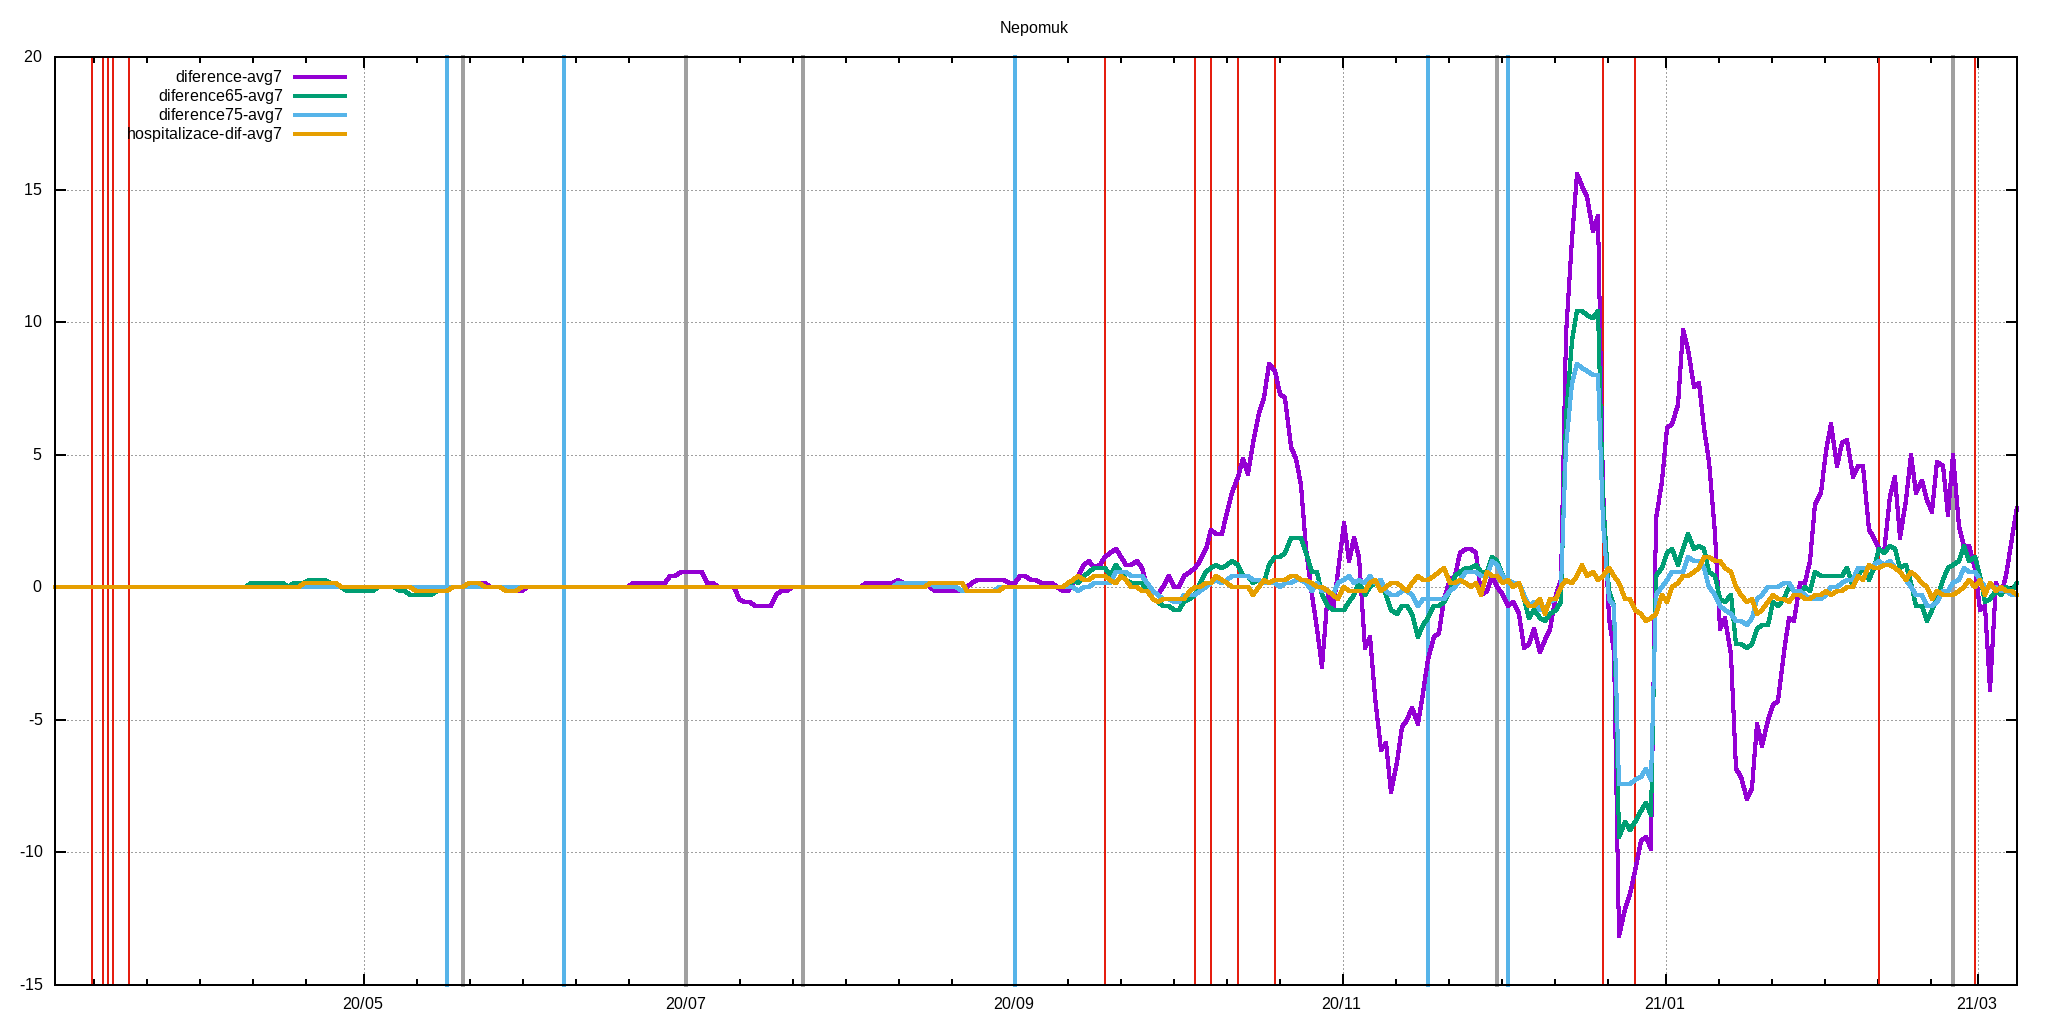 Nepomuk
20
diference-avg7
diference65-avg7
diference75-avg7
hospitalizace-dif-avg7
15
10
5
0
-5
-10
-15
20/05 20/07 20/09 20/11 21/01 21/03